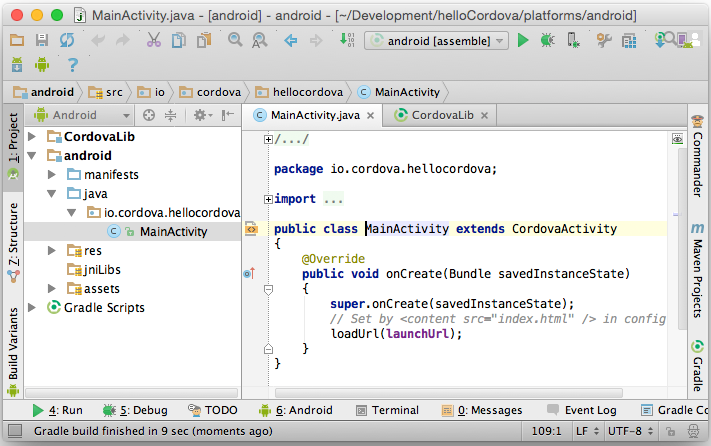 MainActivity.java - [android] - android - [~/Development/helloCordova/platforms/android]
android [assemble]
android src io cordova hellocordova MainActivity
1: Project
Z: Structure
Build Variants
Android
CordovaLib
android
manifests
java
io.cordova.hellocordova
MainActivity
res
jniLibs
assets
Gradle Scripts
MainActivity.java CordovaLib
/.../
package io.cordova.hellocordova;
import ...
public class MainActivity extends CordovaActivity
{
@Override
public void onCreate(Bundle savedInstanceState)
{
super.onCreate(savedInstanceState);
// Set by <content src="index.html" /> in config
loadUrl(launchUrl);
}
}
Commander
m Maven Projects
Gradle
4: Run 5: Debug TODO 6: Android Terminal 0: Messages Event Log Gradle Co
Gradle build finished in 9 sec (moments ago) 109:1 LF UTF-8